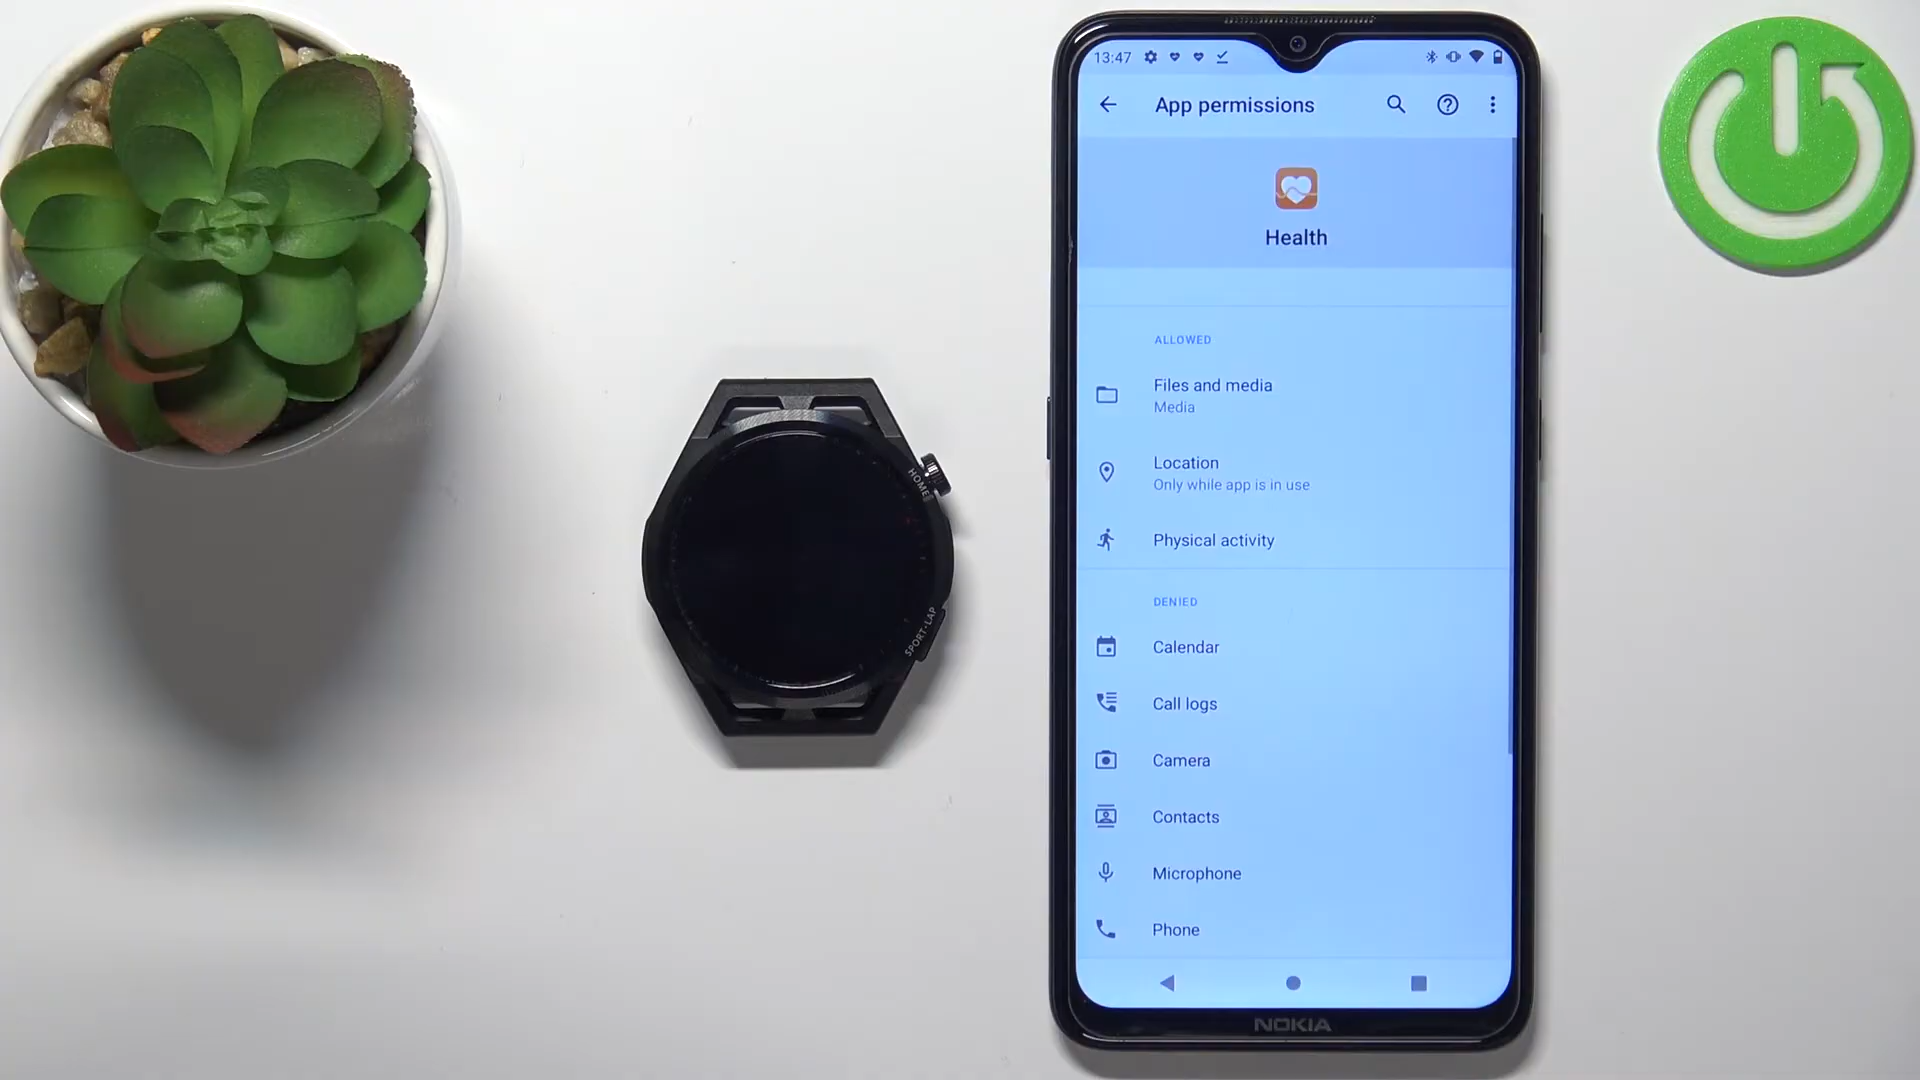 13:47
App permissions
Health
ALLOWED
Files and media
Media
Location
Only while app is in use
Physical activity
DENIED
Calendar
Call logs
Camera
Contacts
Microphone
Phone
NOKIA
HOME
SPORT-LAP